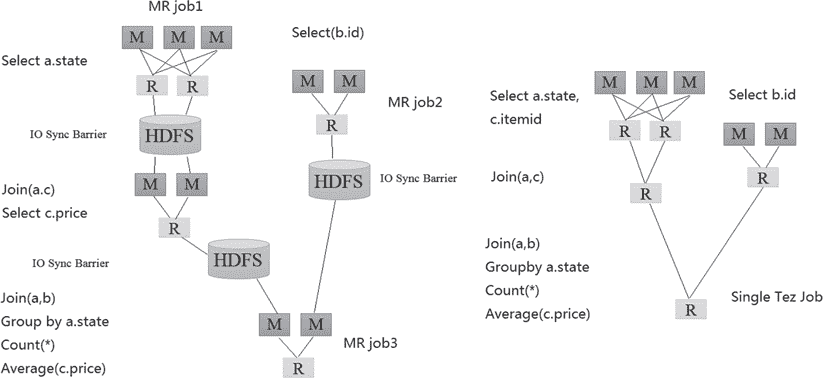 MR job1
M M M
Select a.state
R R
IO Sync Barrier
HDFS
M M
Join(a.c)
Select c.price
R
IO Sync Barrier
HDFS
Select(b.id)
M M
MR job2
R
HDFS
IO Sync Barrier
Join(a,b)
Group by a.state
Count(*)
Average(c.price)
M M
MR job3
R
M M M
Select a.state,
c.itemid
R R
Select b.id
M M
Join(a,c)
R
R
Join(a,b)
Groupby a.state
Count(*)
Average(c.price)
R
Single Tez Job